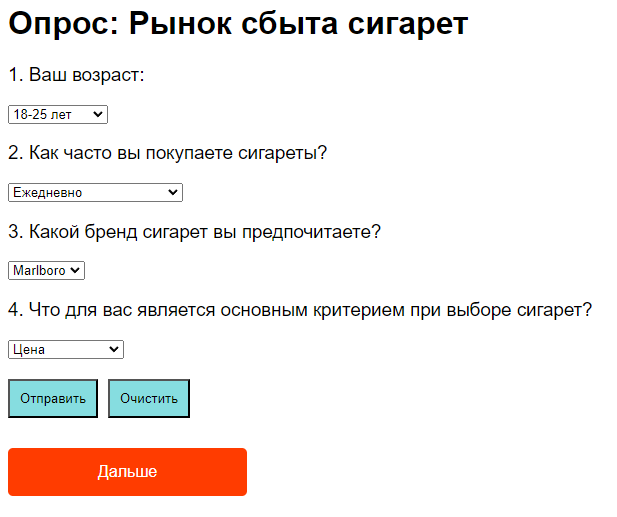 Опрос: Рынок сбыта сигарет
1. Ваш возраст:
18-25 лет
2. Как часто вы покупаете сигареты?
Ежедневно
3. Какой бренд сигарет вы предпочитаете?
Marlboro
4. Что для вас является основным критерием при выборе сигарет?
Цена
Отправить Очистить
Дальше